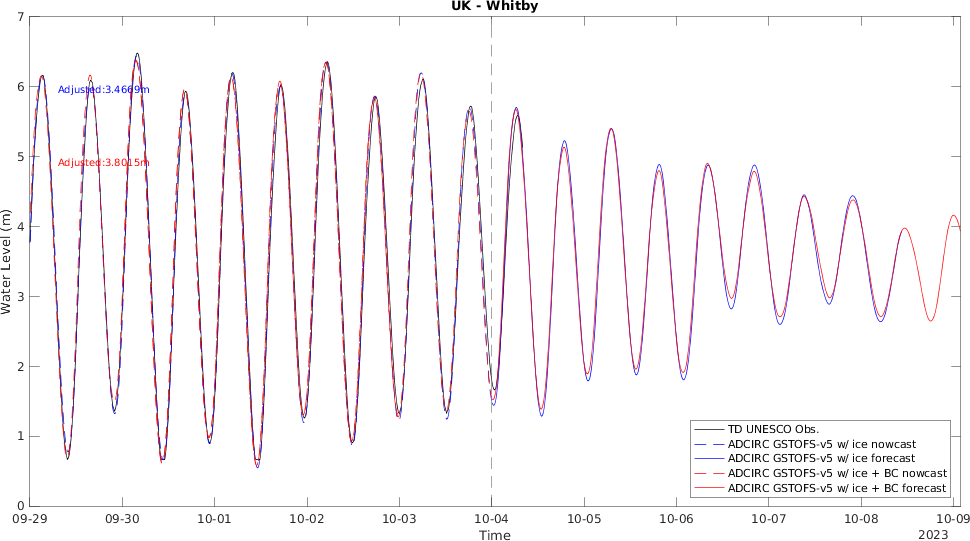 UK - Whitby
7
6
5
4
3
2
1
0
Water Level (m)
Adjusted:3.4669m
Adjusted:3.8015m
TD UNESCO Obs.
ADCIRC GSTOFS-v5 w/ ice nowcast
ADCIRC GSTOFS-v5 w/ ice forecast
ADCIRC GSTOFS-v5 w/ ice + BC nowcast
ADCIRC GSTOFS-v5 w/ ice + BC forecast
09-29 09-30 10-01 10-02 10-03 10-04 10-05 10-06 10-07 10-08 10-09
Time
2023